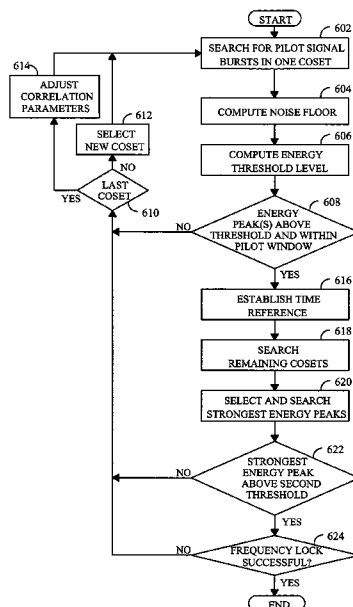 START
602
SEARCH FOR PILOT SIGNAL
BURSTS IN ONE COSET
604
COMPUTE NOISE FLOOR
606
COMPUTE ENERGY
THRESHOLD LEVEL
608
ENERGY
PEAK(S) ABOVE
THRESHOLD AND WITHIN
PILOT WINDOW
NO
YES
610
LAST
COSET
NO
YES
612
SELECT
NEW COSET
614
ADJUST
CORRELATION
PARAMETERS
616
ESTABLISH TIME
REFERENCE
618
SEARCH
REMAINING COSETS
620
SELECT AND SEARCH
STRONGEST ENERGY PEAKS
622
STRONGEST
ENERGY PEAK
ABOVE SECOND
THRESHOLD
NO
YES
624
FREQUENCY LOCK
SUCCESSFUL?
NO
YES
END